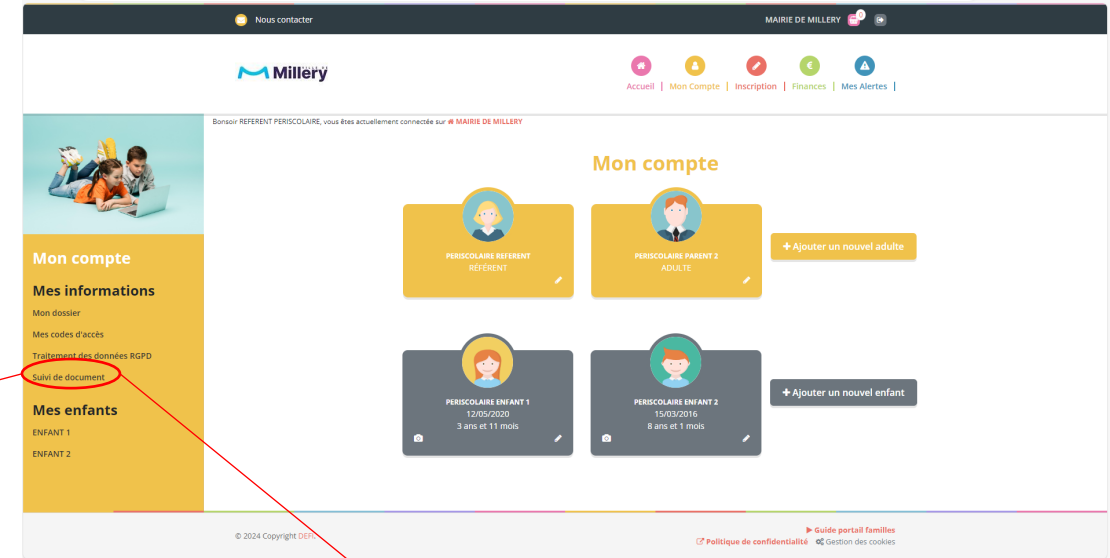 Nous contacter
MAIRIE DE MILLERY 0
Millery
Accueil | Mon Compte | Inscription | Finances | Mes Alertes |
Bonsoir REFERENT PERISCOLAIRE, vous êtes actuellement connectée sur MAIRIE DE MILLERY
Mon compte
PERISCOLAIRE REFERENT
RÉFÉRENT
PERISCOLAIRE PARENT 2
ADULTE
+ Ajouter un nouvel adulte
Mon compte
Mes informations
Mon dossier
Mes codes d'accès
Traitement des données RGPD
Suivi de document
Mes enfants
ENFANT 1
ENFANT 2
PERISCOLAIRE ENFANT 1
12/05/2020
3 ans et 11 mois
PERISCOLAIRE ENFANT 2
15/03/2016
8 ans et 1 mois
+ Ajouter un nouvel enfant
© 2024 Copyright DEFC
Guide portail familles
Politique de confidentialité Gestion des cookies